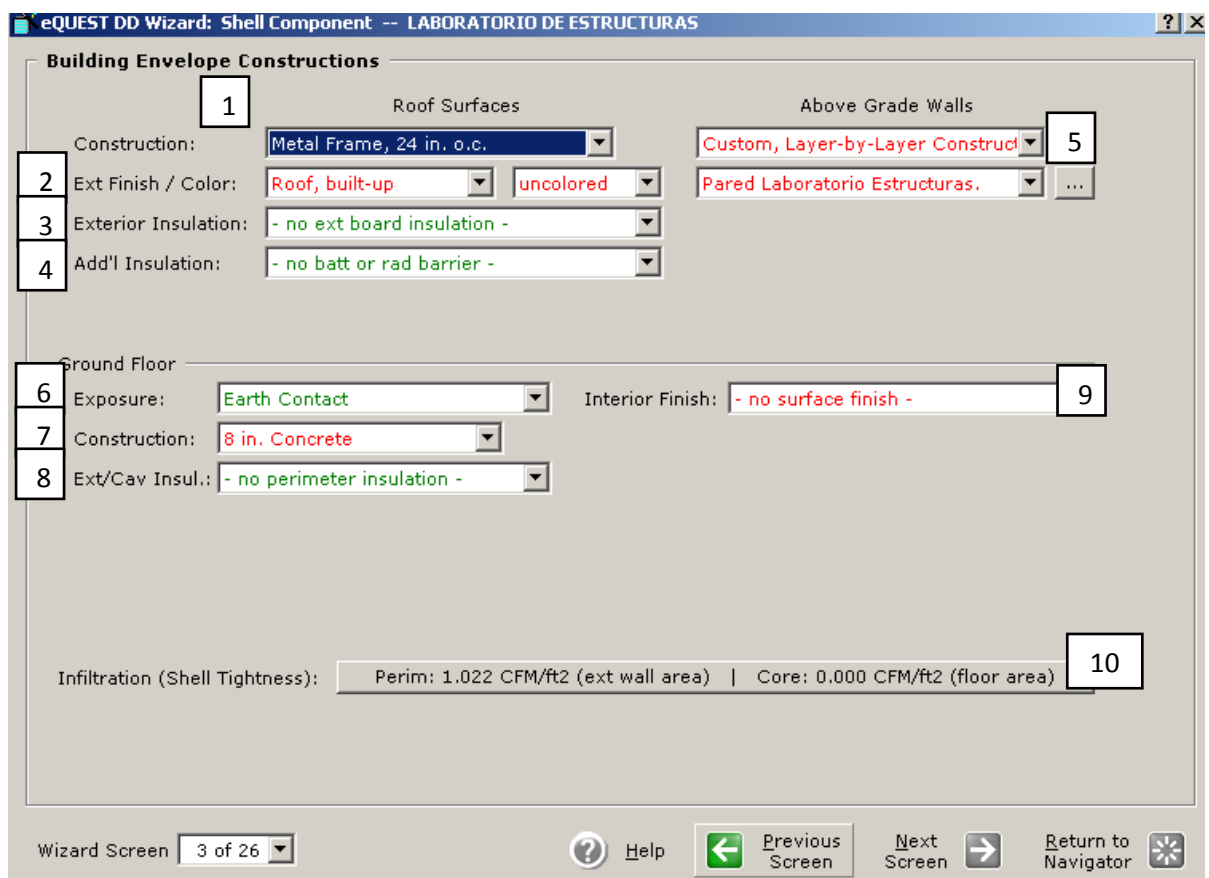 eQUEST DD Wizard: Shell Component -- LABORATORIO DE ESTRUCTURAS ? X
Building Envelope Constructions
1 Roof Surfaces Above Grade Walls
Construction: Metal Frame, 24 in. o.c. Custom, Layer-by-Layer Construct 5
2 Ext Finish / Color: Roof, built-up uncolored Pared Laboratorio Estructuras. ...
3 Exterior Insulation: - no ext board insulation -
4 Add'l Insulation: - no batt or rad barrier -
Ground Floor
6 Exposure: Earth Contact Interior Finish: - no surface finish - 9
7 Construction: 8 in. Concrete
8 Ext/Cav Insul.: - no perimeter insulation -
Infiltration (Shell Tightness): Perim: 1.022 CFM/ft2 (ext wall area) | Core: 0.000 CFM/ft2 (floor area) 10
Wizard Screen 3 of 26 ? Help Previous Screen Next Screen Return to Navigator